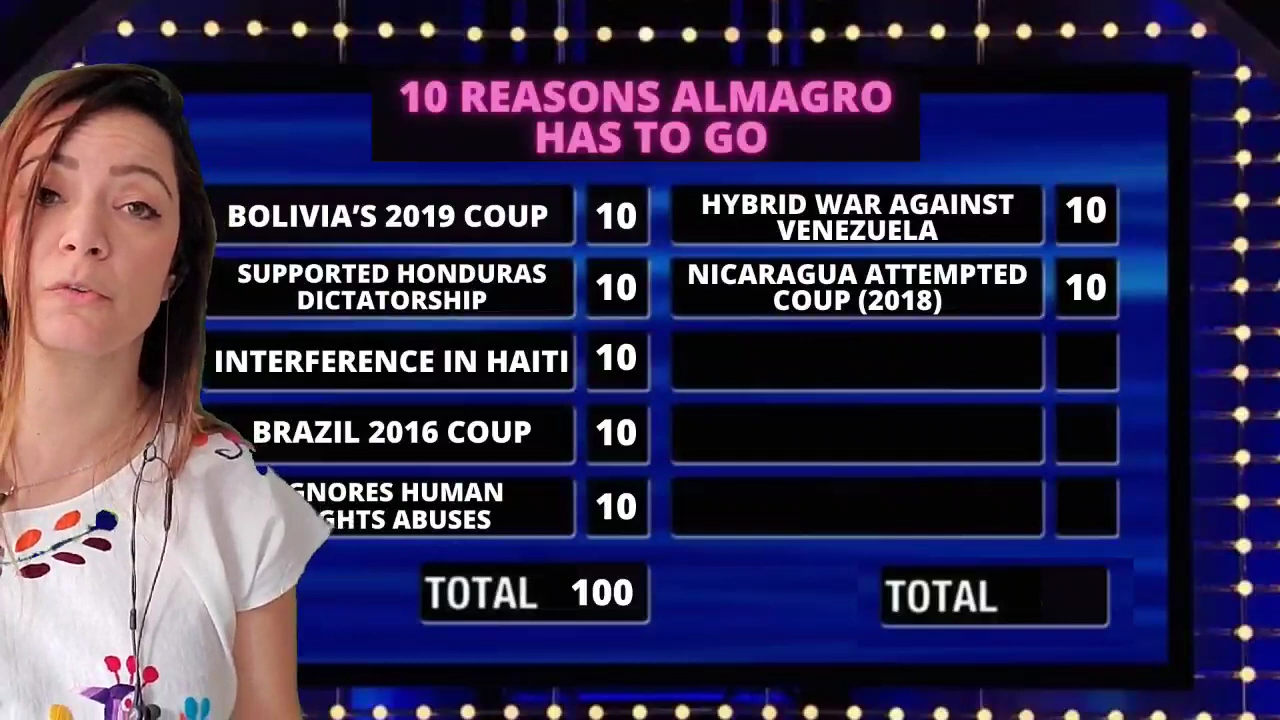 10 REASONS ALMAGRO
HAS TO GO
BOLIVIA’S 2019 COUP
10
SUPPORTED HONDURAS
DICTATORSHIP
10
INTERFERENCE IN HAITI
10
BRAZIL 2016 COUP
10
GNORES HUMAN
GHTS ABUSES
10
TOTAL 100
HYBRID WAR AGAINST
VENEZUELA
10
NICARAGUA ATTEMPTED
COUP (2018)
10
TOTAL